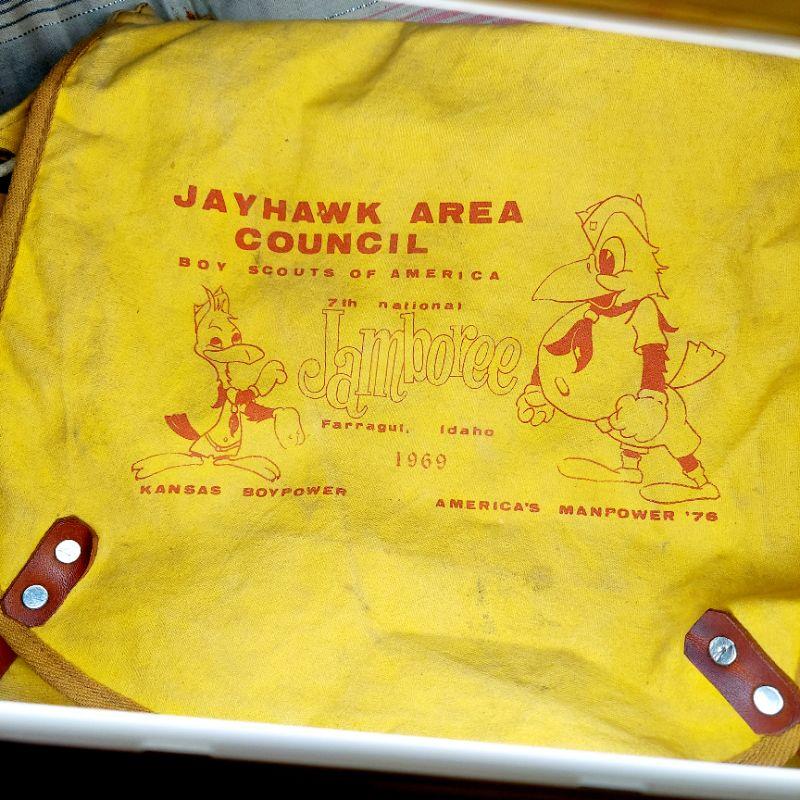 JAYHAWK AREA
COUNCIL
BOY SCOUTS OF AMERICA
7th national
Jamboree
Farragut, Idaho
1969
KANSAS BOYPOWER
AMERICA'S MANPOWER '76